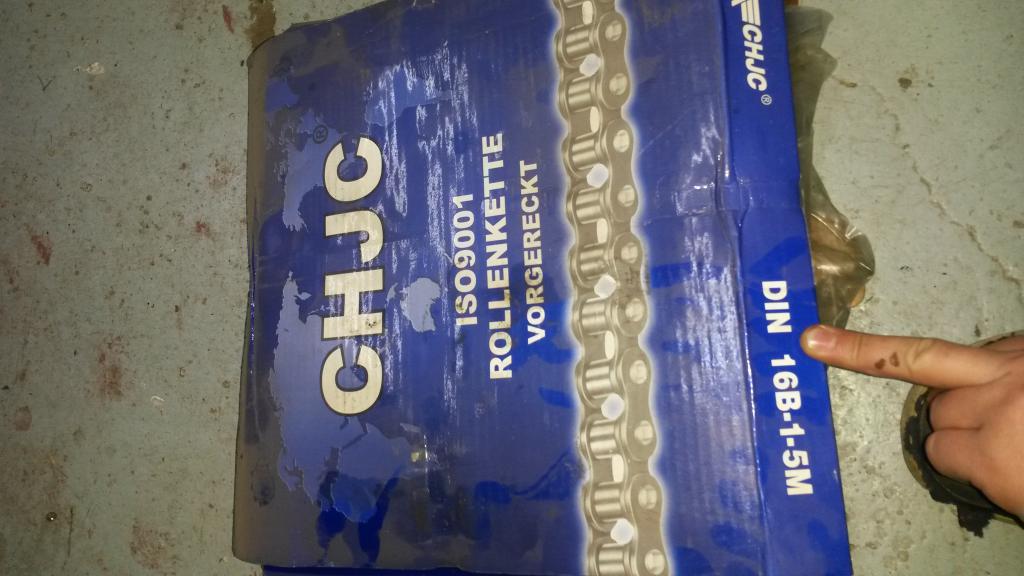 CHJC®
ISO9001
ROLLENKETTE
VORGERECKT
CHJC®
DIN 16B-1-5M